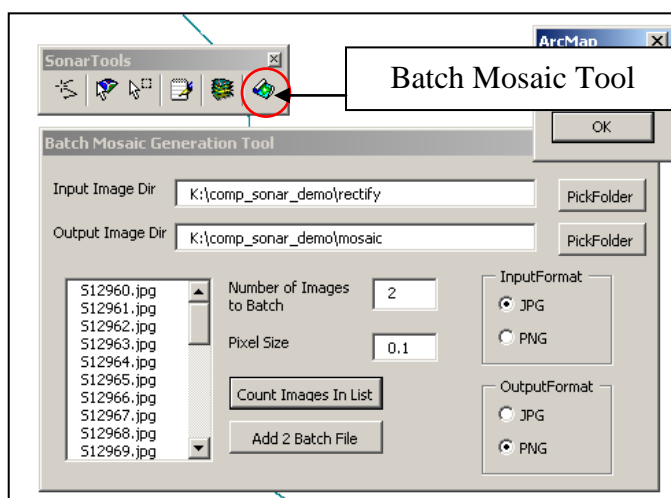 SonarTools
ArcMap
Batch Mosaic Tool
OK
Batch Mosaic Generation Tool
Input Image Dir
K:\comp_sonar_demo\rectify
PickFolder
Output Image Dir
K:\comp_sonar_demo\mosaic
PickFolder
S12960.jpg
S12961.jpg
S12962.jpg
S12963.jpg
S12964.jpg
S12965.jpg
S12966.jpg
S12967.jpg
S12968.jpg
S12969.jpg
Number of Images
to Batch
2
Pixel Size
0.1
Count Images In List
Add 2 Batch File
InputFormat
JPG
PNG
OutputFormat
JPG
PNG